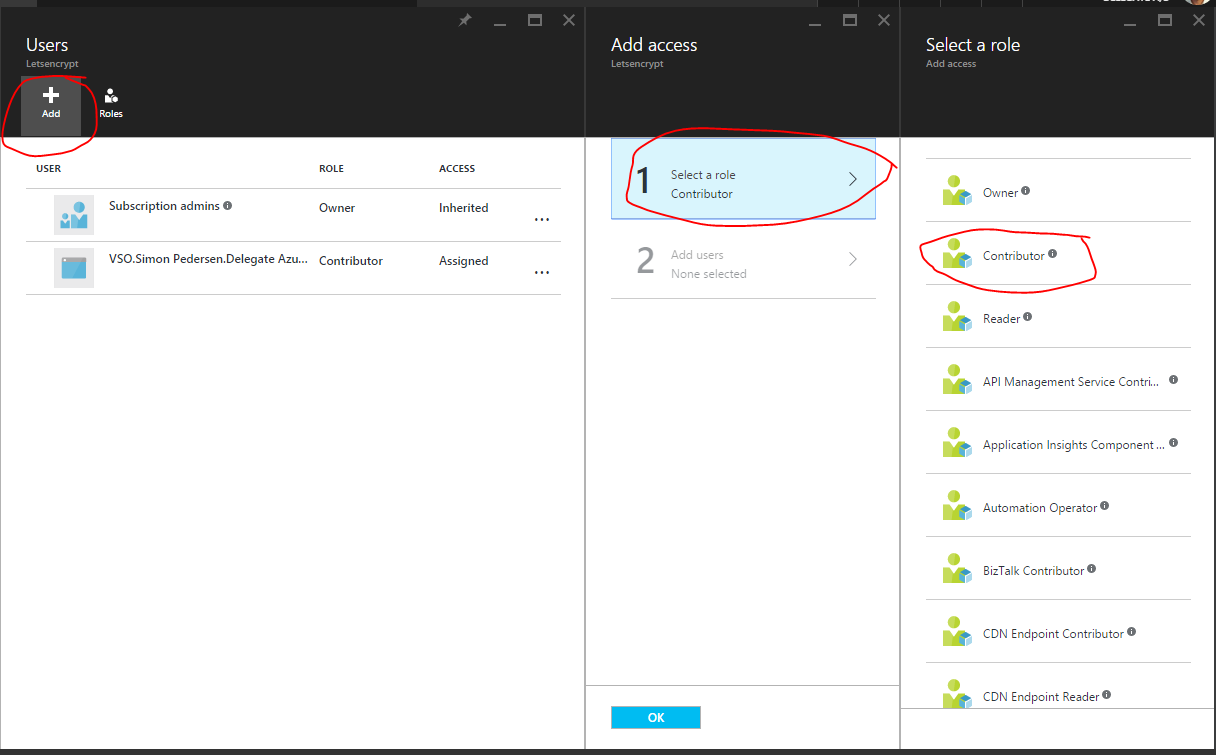 Users
Letsencrypt
Add
Roles
USER ROLE ACCESS
Subscription admins Owner Inherited ...
VSO.Simon Pedersen.Delegate Azu... Contributor Assigned ...
Add access
Letsencrypt
1 Select a role
Contributor
2 Add users
None selected
OK
Select a role
Add access
Owner
Contributor
Reader
API Management Service Contri...
Application Insights Component ...
Automation Operator
BizTalk Contributor
CDN Endpoint Contributor
CDN Endpoint Reader